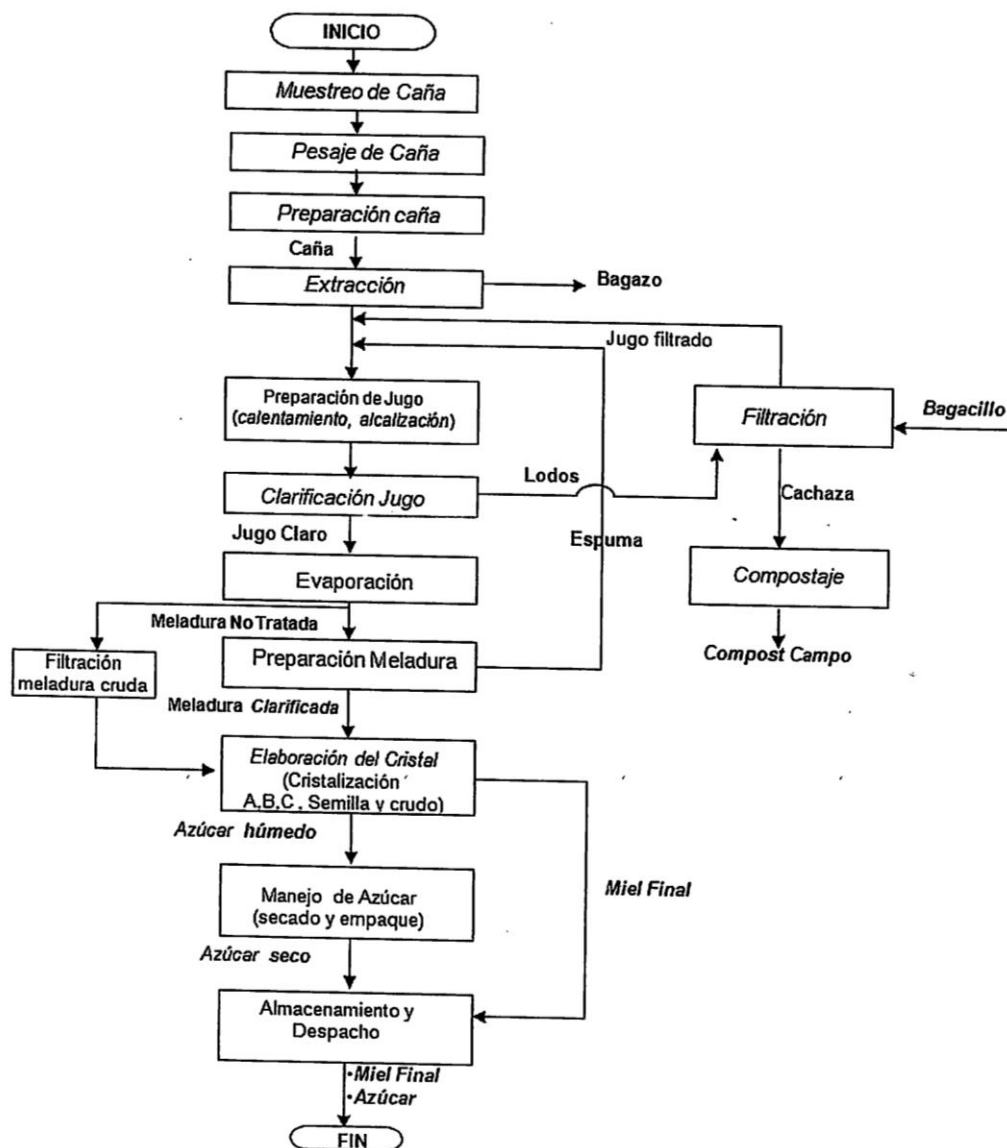 INICIO
Muestreo de Caña
Pesaje de Caña
Preparación caña
Caña
Extracción
Bagazo
Jugo filtrado
Preparación de Jugo
(calentamiento, alcalización)
Filtración
Bagacillo
Lodos
Clarificación Jugo
Cachaza
Jugo Claro
Espuma
Evaporación
Compostaje
Meladura No Tratada
Filtración
meladura cruda
Preparación Meladura
Compost Campo
Meladura Clarificada
Elaboración del Cristal
(Cristalización
A,B,C, Semilla y crudo)
Azúcar húmedo
Manejo de Azúcar
(secado y empaque)
Miel Final
Azúcar seco
Almacenamiento y
Despacho
•Miel Final
•Azúcar
FIN